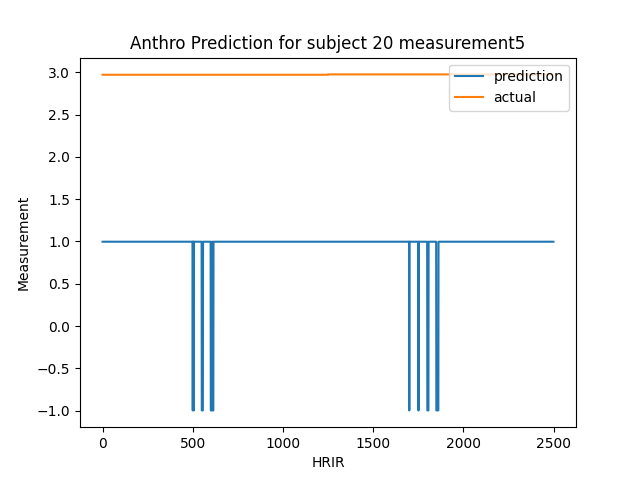 Anthro Prediction for subject 20 measurement5
prediction
actual
Measurement
3.0
2.5
2.0
1.5
1.0
0.5
0.0
−0.5
−1.0
0 500 1000 1500 2000 2500
HRIR